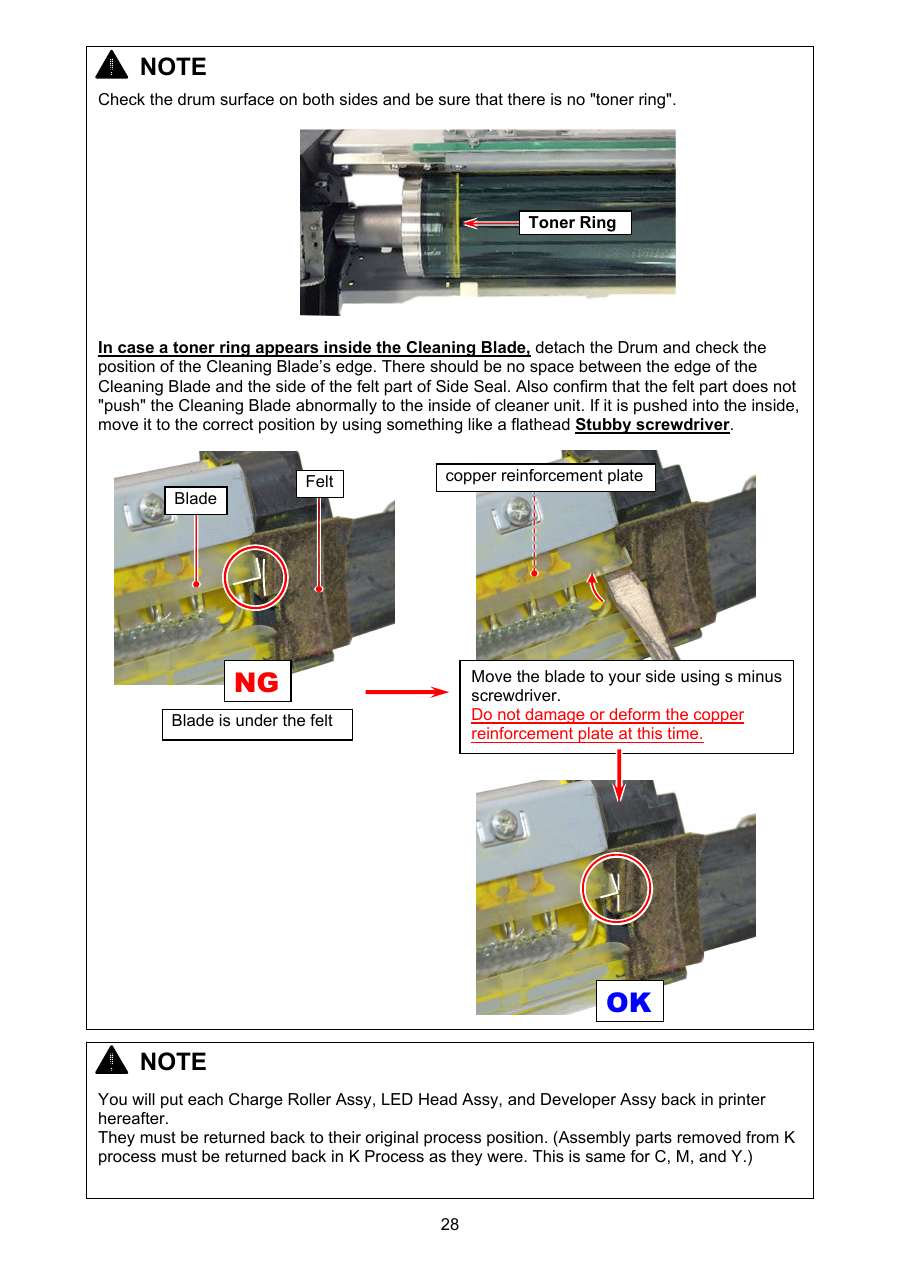 NOTE
Check the drum surface on both sides and be sure that there is no "toner ring".
Toner Ring
In case a toner ring appears inside the Cleaning Blade, detach the Drum and check the
position of the Cleaning Blade’s edge. There should be no space between the edge of the
Cleaning Blade and the side of the felt part of Side Seal. Also confirm that the felt part does not
"push" the Cleaning Blade abnormally to the inside of cleaner unit. If it is pushed into the inside,
move it to the correct position by using something like a flathead Stubby screwdriver.
Blade
Felt
copper reinforcement plate
NG
Blade is under the felt
Move the blade to your side using s minus
screwdriver.
Do not damage or deform the copper
reinforcement plate at this time.
OK
NOTE
You will put each Charge Roller Assy, LED Head Assy, and Developer Assy back in printer
hereafter.
They must be returned back to their original process position. (Assembly parts removed from K
process must be returned back in K Process as they were. This is same for C, M, and Y.)
28